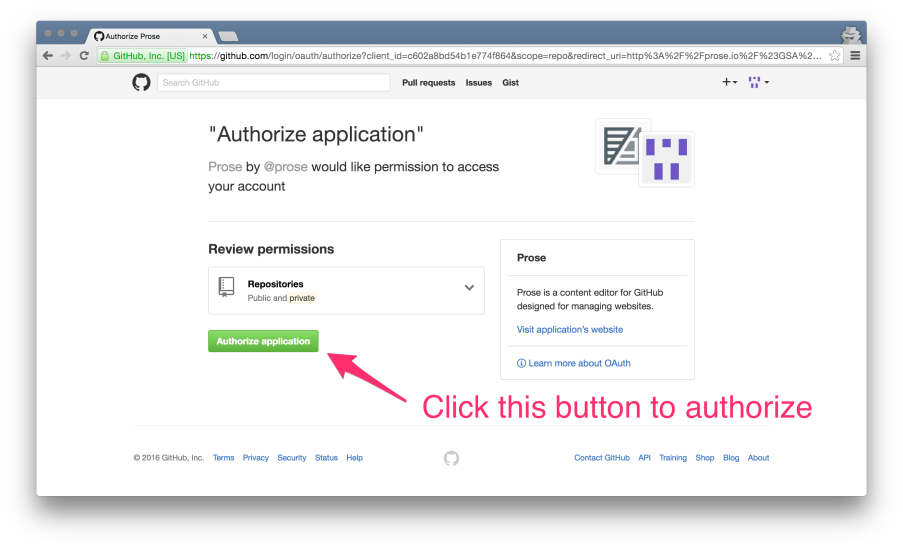 Authorize Prose
GitHub, Inc. [US] https://github.com/login/oauth/authorize?client_id=c602a8bd54b1e774f864&scope=repo&redirect_uri=http%3A%2F%2Fprose.io%2F%23GSA%2...
Search GitHub Pull requests Issues Gist
"Authorize application"
Prose by @prose would like permission to access
your account
Review permissions
Repositories
Public and private
Authorize application
Prose
Prose is a content editor for GitHub
designed for managing websites.
Visit application's website
Learn more about OAuth
Click this button to authorize
© 2016 GitHub, Inc. Terms Privacy Security Status Help Contact GitHub API Training Shop Blog About